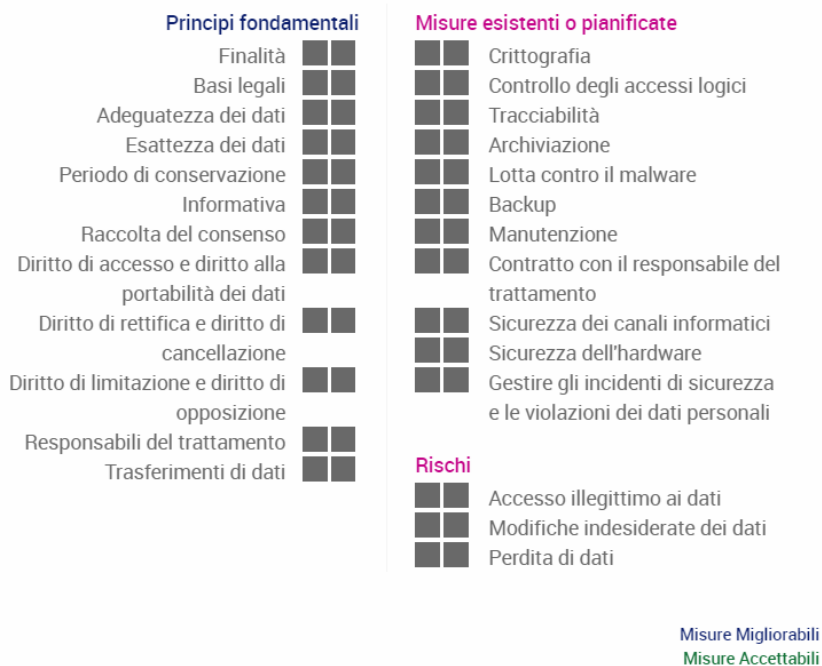 Principi fondamentali
Finalità
Basi legali
Adeguatezza dei dati
Esattezza dei dati
Periodo di conservazione
Informativa
Raccolta del consenso
Diritto di accesso e diritto alla
portabilità dei dati
Diritto di rettifica e diritto di
cancellazione
Diritto di limitazione e diritto di
opposizione
Responsabili del trattamento
Trasferimenti di dati
Misure esistenti o pianificate
Crittografia
Controllo degli accessi logici
Tracciabilità
Archiviazione
Lotta contro il malware
Backup
Manutenzione
Contratto con il responsabile del
trattamento
Sicurezza dei canali informatici
Sicurezza dell'hardware
Gestire gli incidenti di sicurezza
e le violazioni dei dati personali
Rischi
Accesso illegittimo ai dati
Modifiche indesiderate dei dati
Perdita di dati
Misure Migliorabili
Misure Accettabili